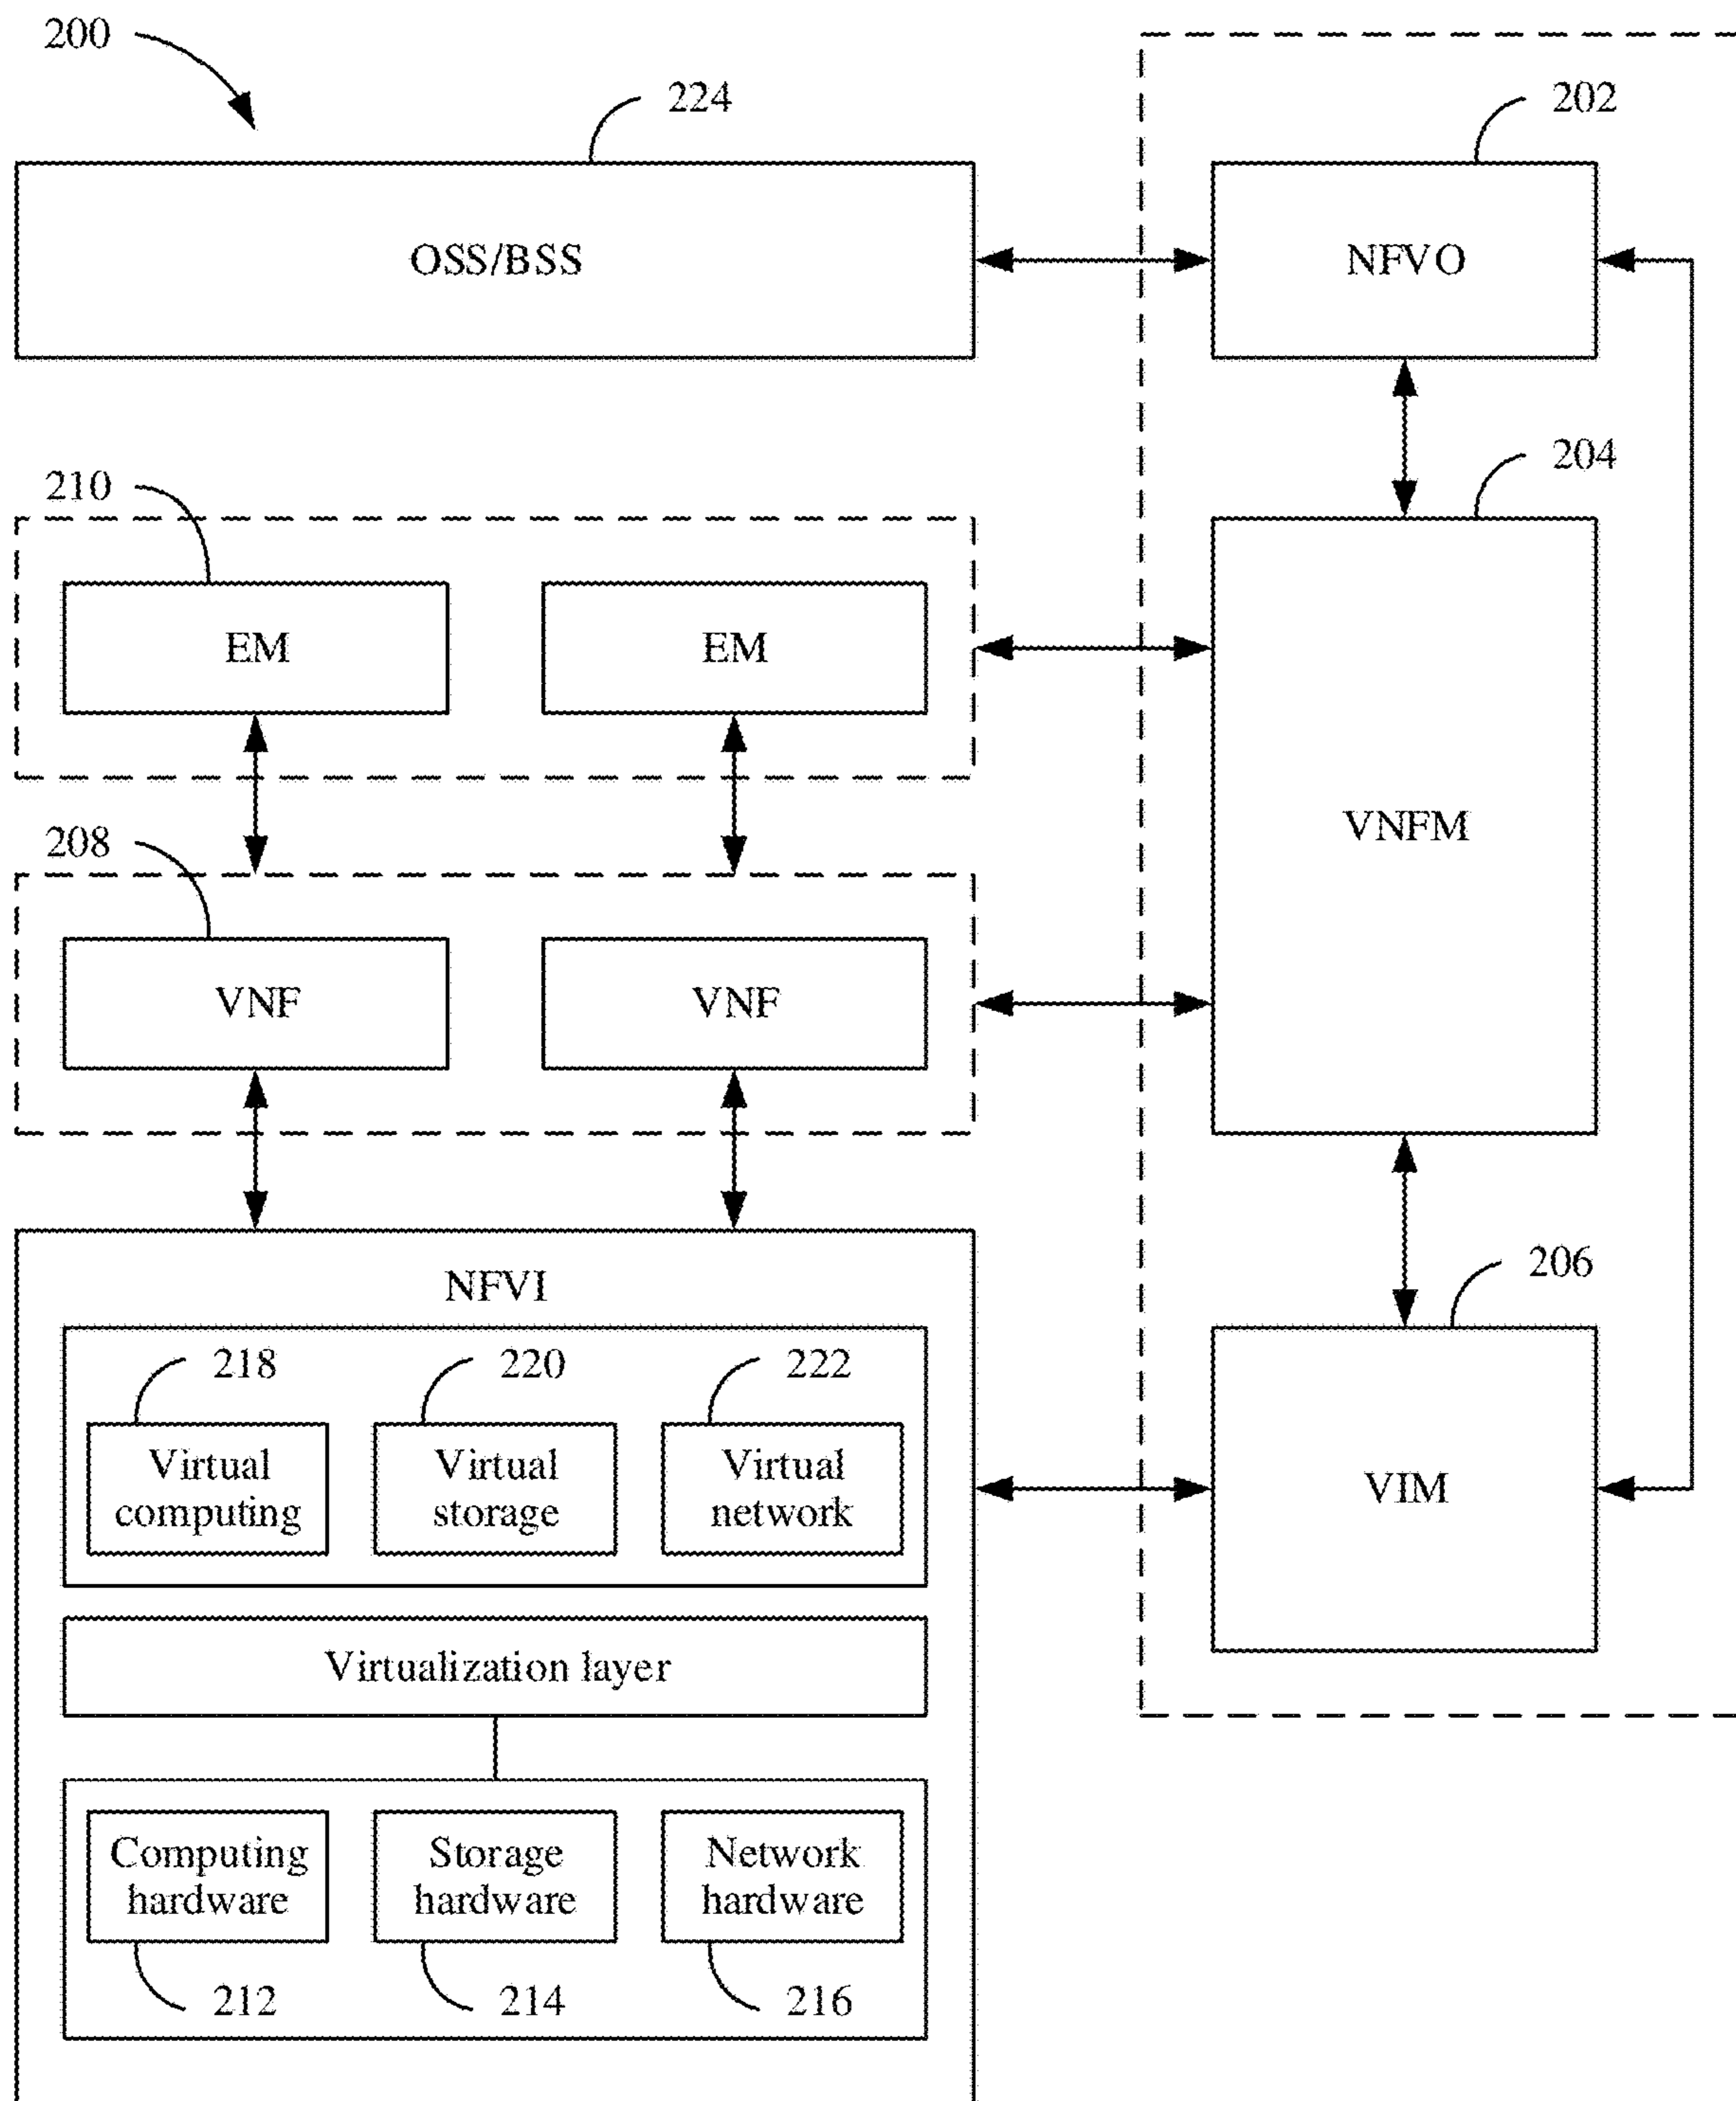 200
224
202
OSS/BSS
NFVO
204
210
EM
EM
VNFM
208
VNF
VNF
206
NFVI
218
220
222
Virtual
computing
Virtual
storage
Virtual
network
VIM
Virtualization layer
Computing
hardware
Storage
hardware
Network
hardware
212
214
216